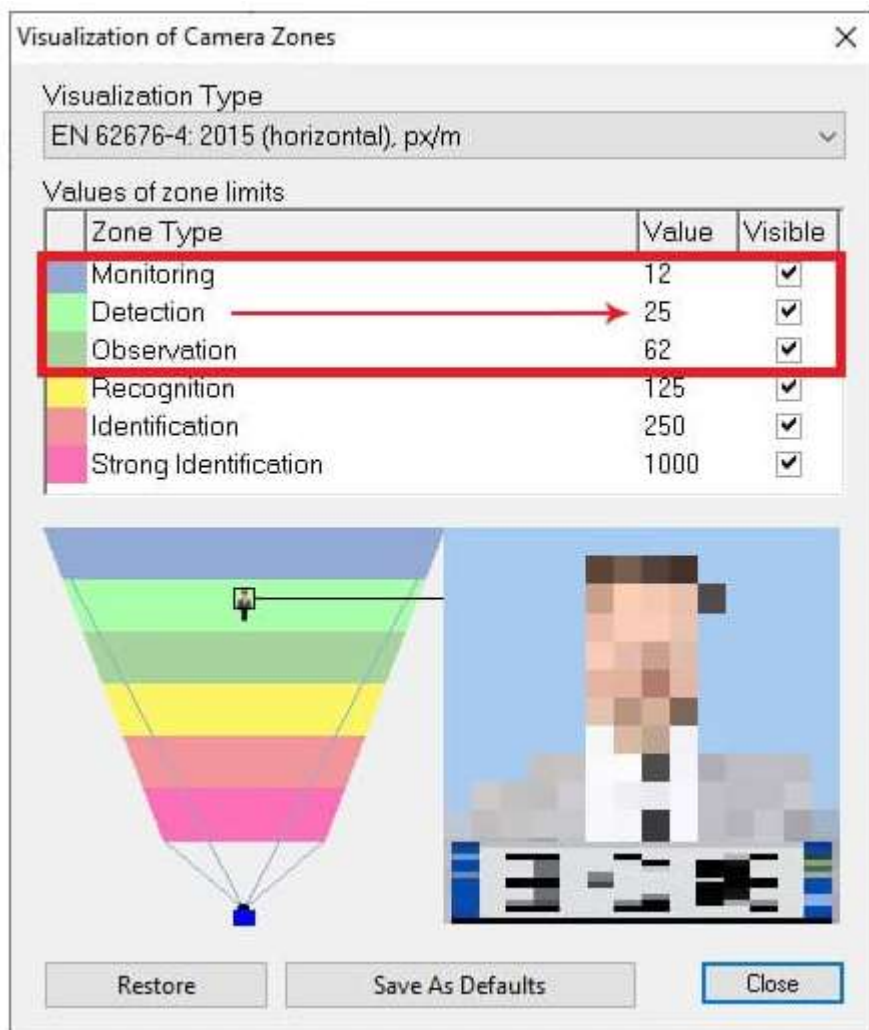 Visualization of Camera Zones
Visualization Type
EN 62676-4: 2015 (horizontal), px/m
Values of zone limits
Zone Type Value Visible
Monitoring 12
Detection 25
Observation 62
Recognition 125
Identification 250
Strong Identification 1000
Restore Save As Defaults Close